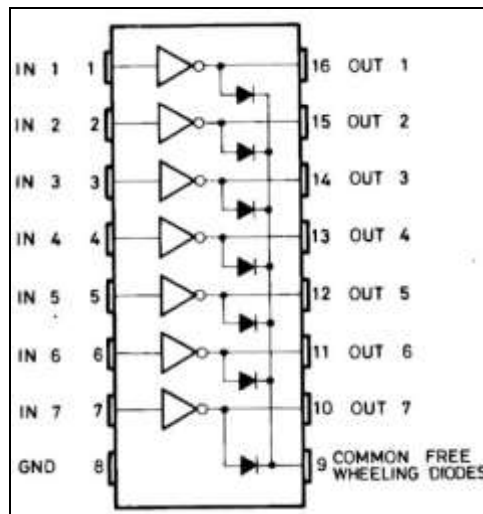 IN 1 1 16 OUT 1
IN 2 2 15 OUT 2
IN 3 3 14 OUT 3
IN 4 4 13 OUT 4
IN 5 5 12 OUT 5
IN 6 6 11 OUT 6
IN 7 7 10 OUT 7
GND 8 9 COMMON FREE
WHEELING DIODES